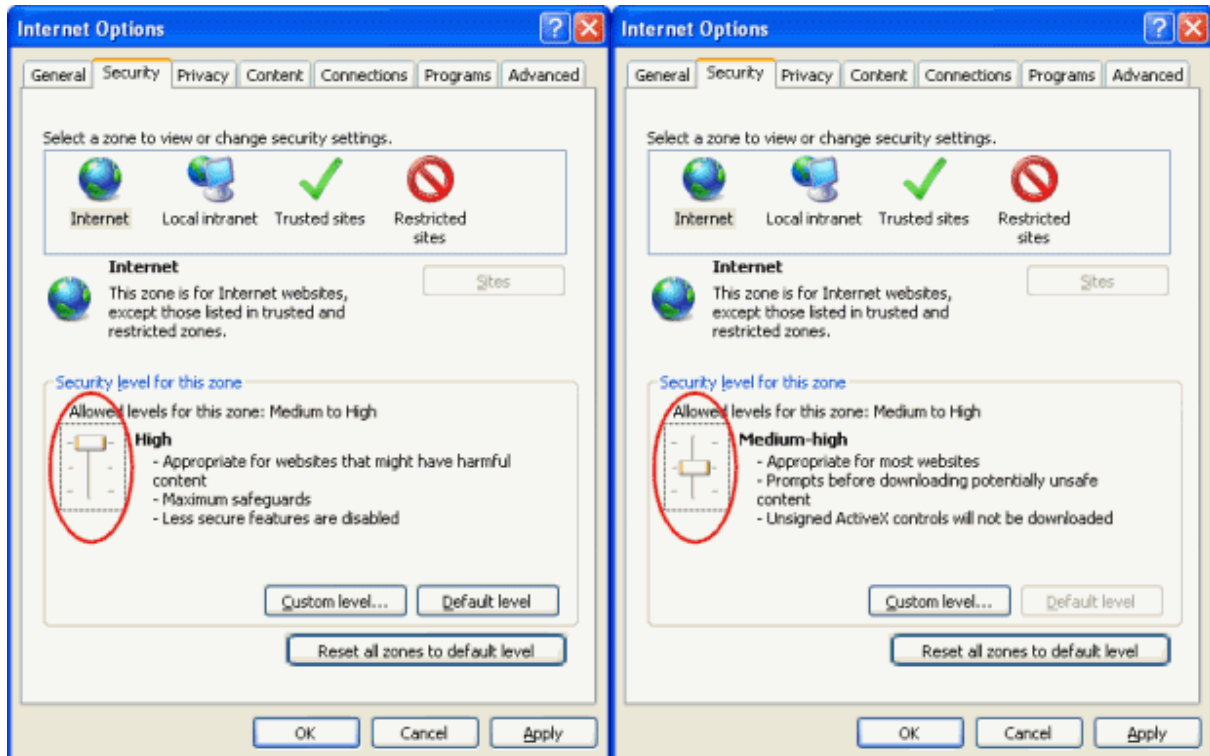 Internet Options
General Security Privacy Content Connections Programs Advanced
Select a zone to view or change security settings.
Internet Local intranet Trusted sites Restricted
sites
Internet
Sites
This zone is for Internet websites,
except those listed in trusted and
restricted zones.
Security level for this zone
Allowed levels for this zone: Medium to High
High
- Appropriate for websites that might have harmful
content
- Maximum safeguards
- Less secure features are disabled
Custom level... Default level
Reset all zones to default level
OK Cancel Apply
Internet Options
General Security Privacy Content Connections Programs Advanced
Select a zone to view or change security settings.
Internet Local intranet Trusted sites Restricted
sites
Internet
Sites
This zone is for Internet websites,
except those listed in trusted and
restricted zones.
Security level for this zone
Allowed levels for this zone: Medium to High
Medium-high
- Appropriate for most websites
- Prompts before downloading potentially unsafe
content
- Unsigned ActiveX controls will not be downloaded
Custom level... Default level
Reset all zones to default level
OK Cancel Apply